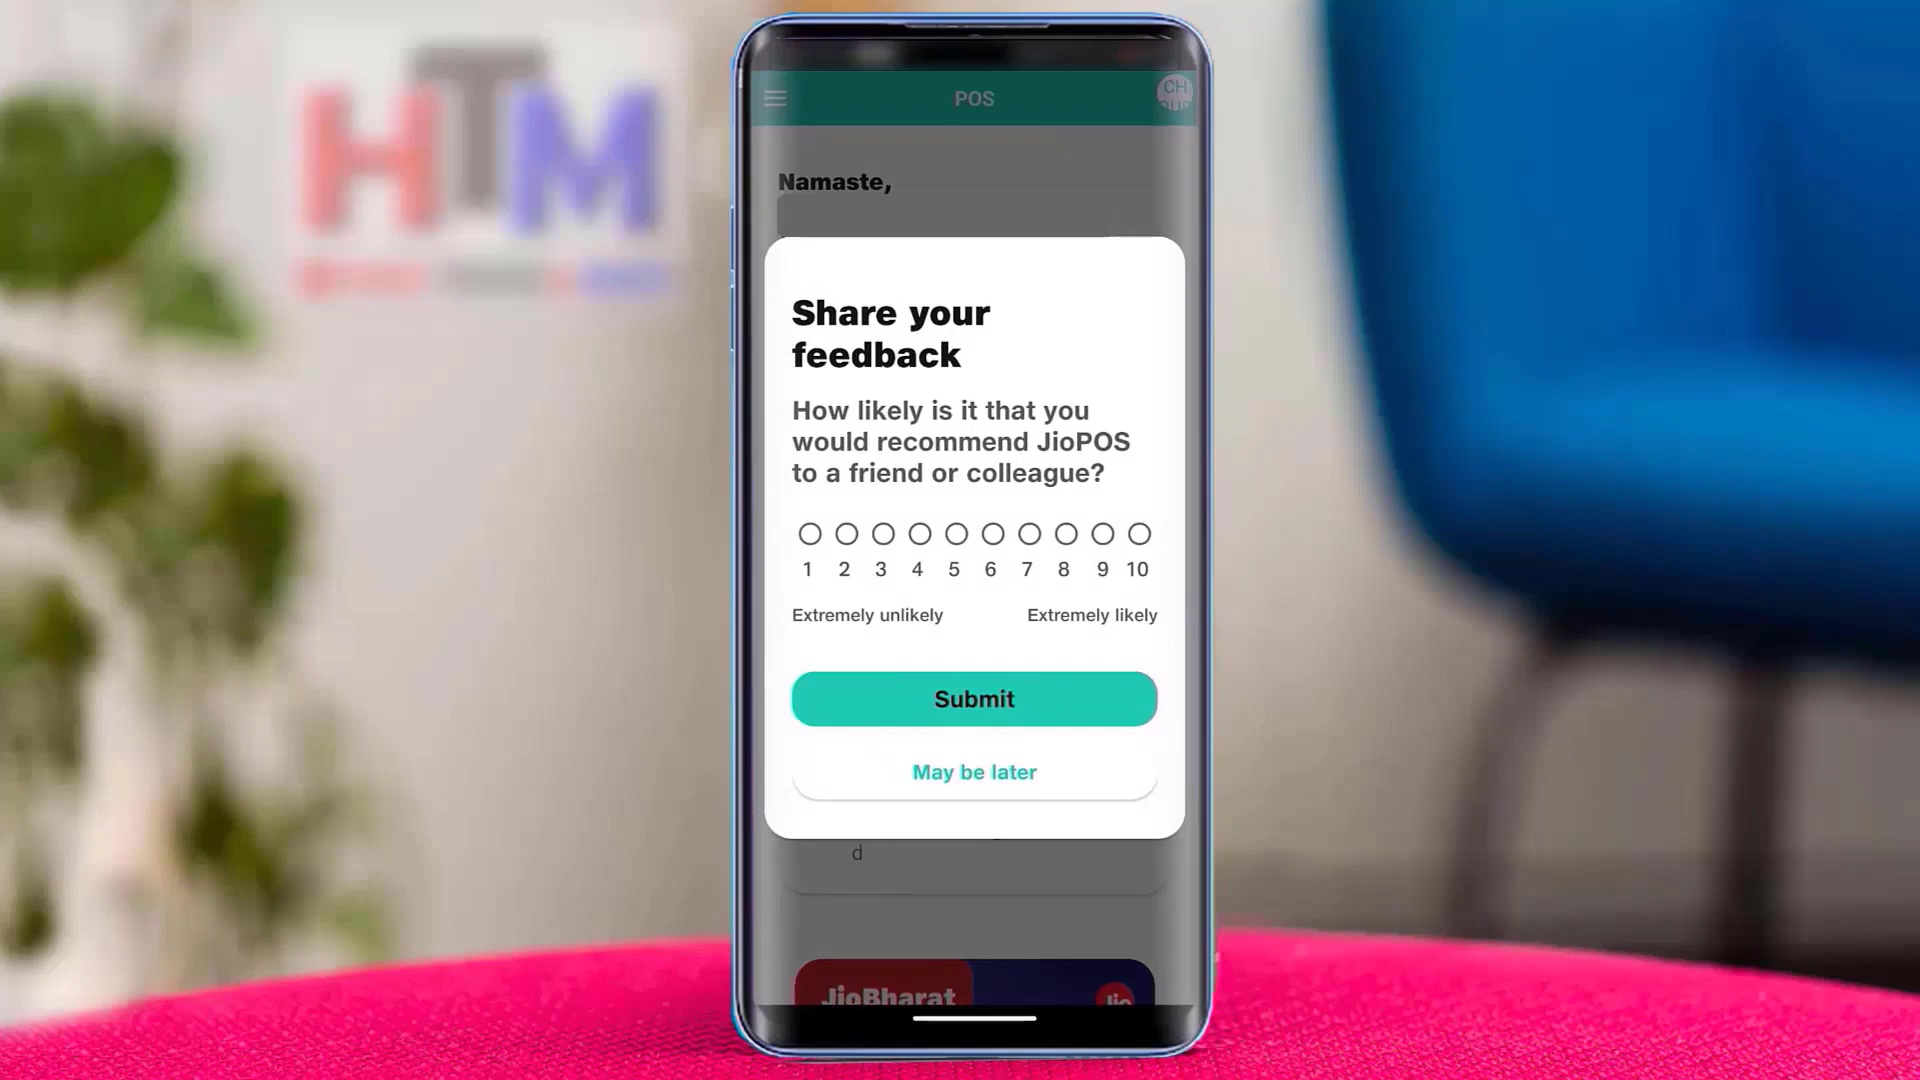 HTM
POS
CH
Namaste,
Share your
feedback
How likely is it that you
would recommend JioPOS
to a friend or colleague?
1 2 3 4 5 6 7 8 9 10
Extremely unlikely Extremely likely
Submit
May be later
d
JioBharat
Jio